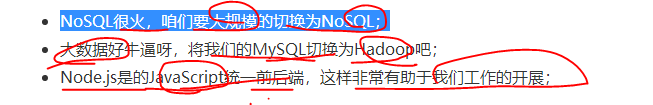 NoSQL很火，咱们要大规模的切换为NoSQL；
大数据好牛逼呀，将我们的MySQL切换为Hadoop吧；
Node.js是的JavaScript统一前后端，这样非常有助于我们工作的开展；